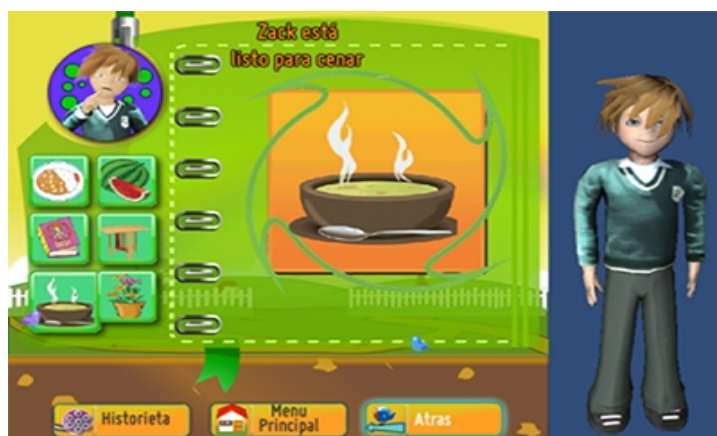 Zack está
listo para cenar
Historieta
Menu
Principal
Atras